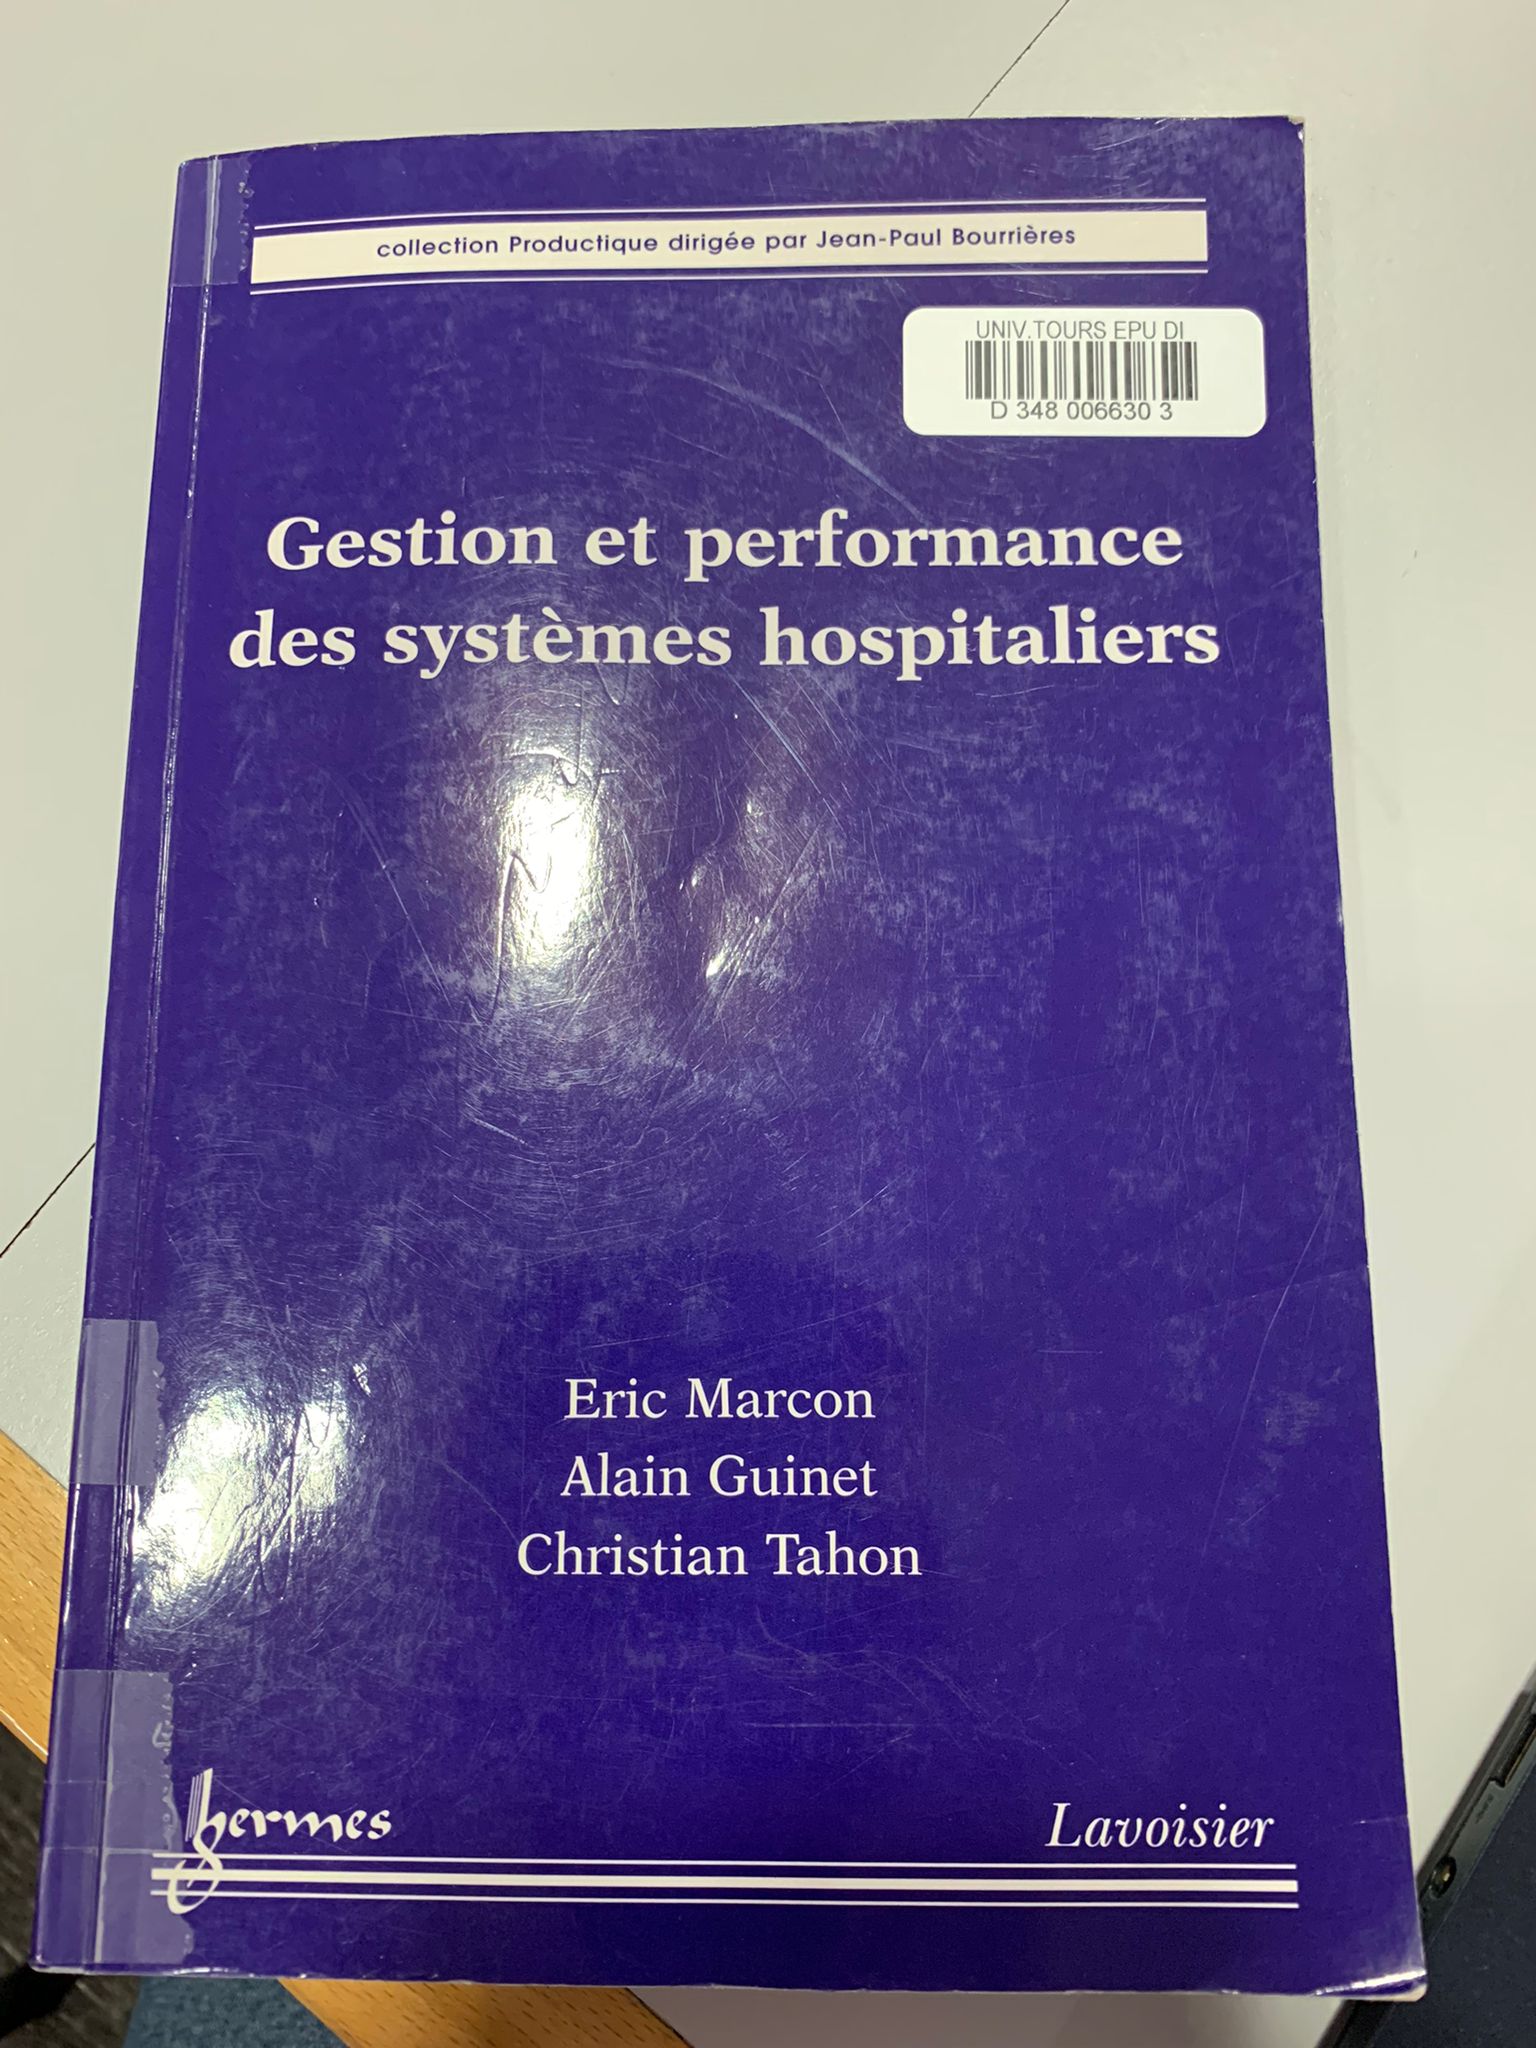 collection Productique dirigée par Jean-Paul Bourrières
UNIV.TOURS EPU DI
D 348 006630 3
Gestion et performance
des systèmes hospitaliers
Eric Marcon
Alain Guinet
Christian Tahon
hermes
Lavoisier